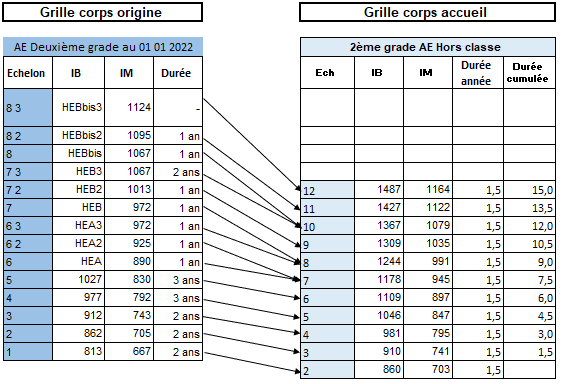 Grille corps origine
Grille corps accueil
AE Deuxième grade au 01 01 2022
Echelon IB IM Durée
8 3 HEBbis3 1124 -
8 2 HEBbis2 1095 1 an
8 HEBbis 1067 1 an
7 3 HEB3 1067 2 ans
7 2 HEB2 1013 1 an
7 HEB 972 1 an
6 3 HEA3 972 1 an
6 2 HEA2 925 1 an
6 HEA 890 1 an
5 1027 830 3 ans
4 977 792 3 ans
3 912 743 2 ans
2 862 705 2 ans
1 813 667 2 ans
2ème grade AE Hors classe
Ech IB IM Durée année Durée cumulée
12 1487 1164 1,5 15,0
11 1427 1122 1,5 13,5
10 1367 1079 1,5 12,0
9 1309 1035 1,5 10,5
8 1244 991 1,5 9,0
7 1178 945 1,5 7,5
6 1109 897 1,5 6,0
5 1046 847 1,5 4,5
4 981 795 1,5 3,0
3 910 741 1,5 1,5
2 860 703 1,5